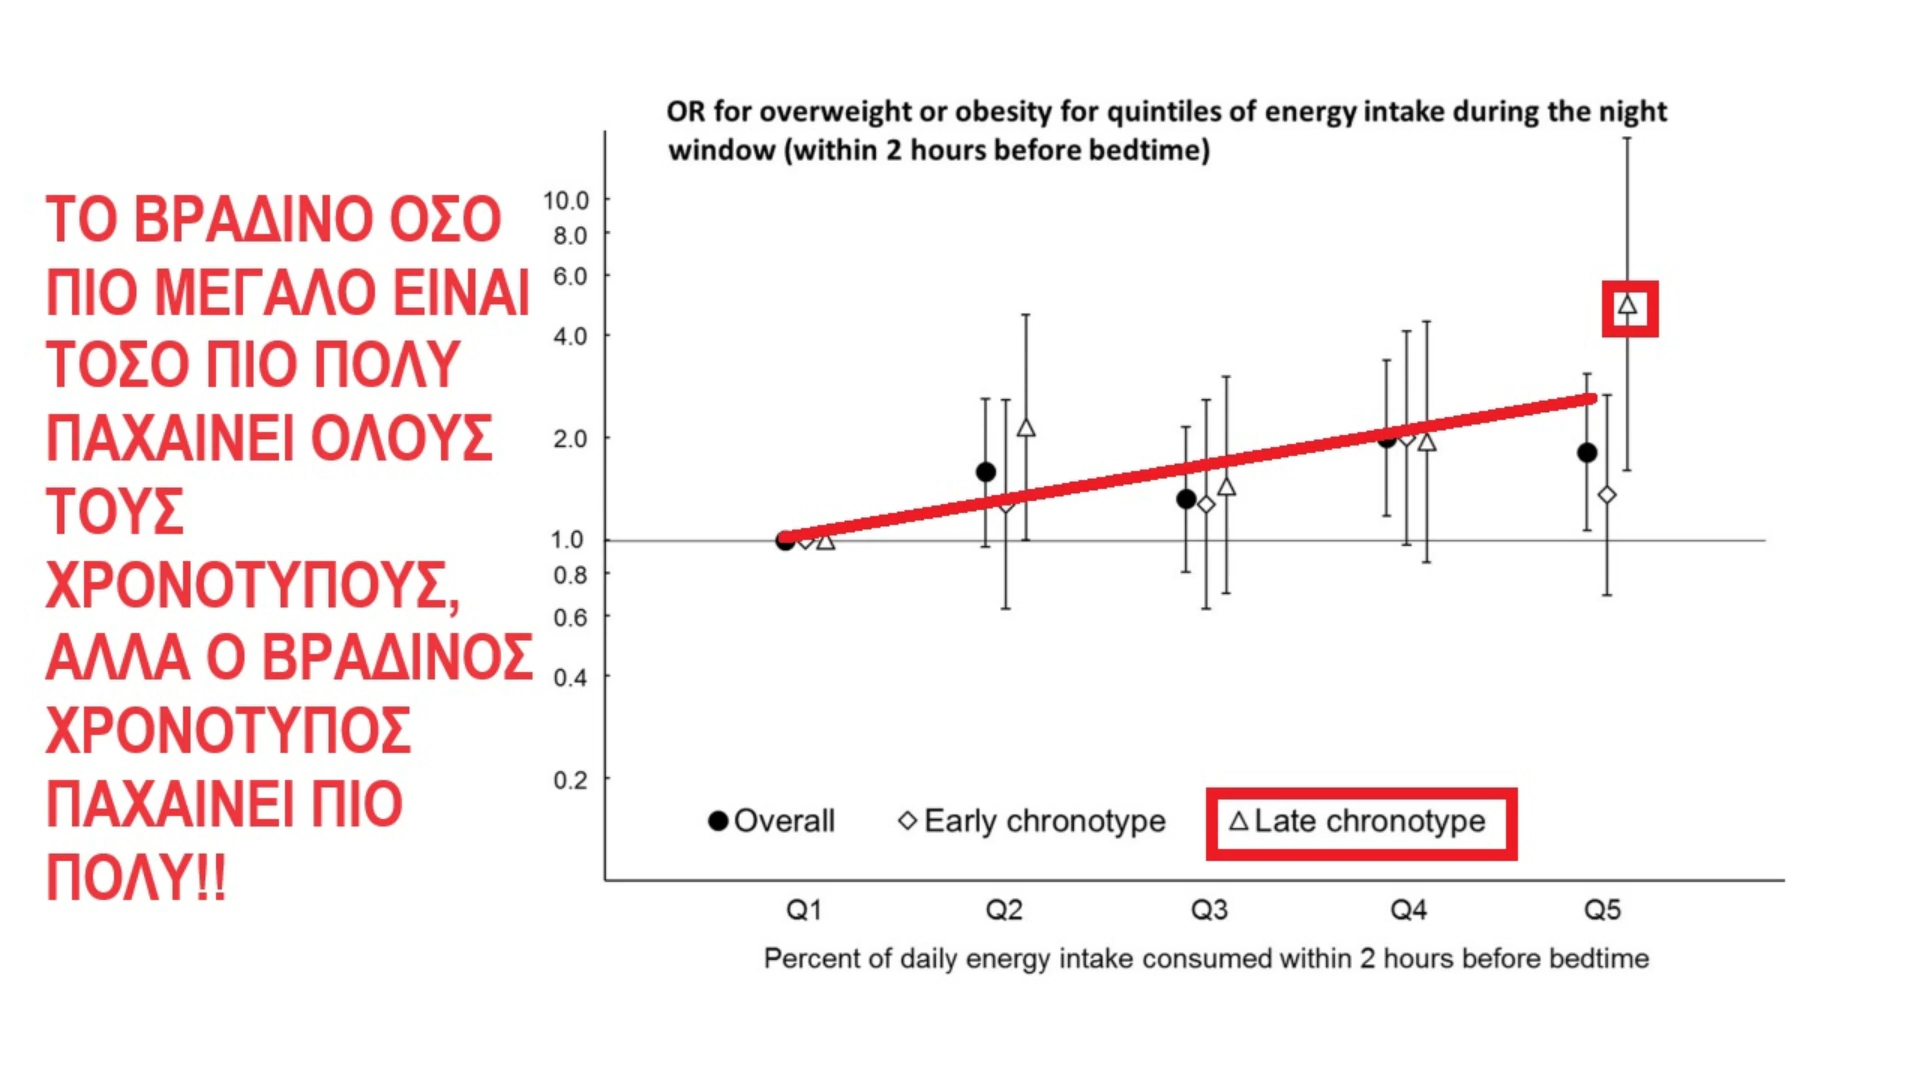 OR for overweight or obesity for quintiles of energy intake during the night
window (within 2 hours before bedtime)
ΤΟ ΒΡΑΔΙΝΟ ΟΣΟ
ΠΙΟ ΜΕΓΑΛΟ ΕΙΝΑΙ
ΤΟΣΟ ΠΙΟ ΠΟΛΥ
ΠΑΧΑΙΝΕΙ ΟΛΟΥΣ
ΤΟΥΣ
ΧΡΟΝΟΤΥΠΟΥΣ,
ΑΛΛΑ Ο ΒΡΑΔΙΝΟΣ
ΧΡΟΝΟΤΥΠΟΣ
ΠΑΧΑΙΝΕΙ ΠΙΟ
ΠΟΛΥ!!
10.0
8.0
6.0
4.0
2.0
1.0
0.8
0.6
0.4
0.2
Overall Early chronotype Late chronotype
Q1 Q2 Q3 Q4 Q5
Percent of daily energy intake consumed within 2 hours before bedtime